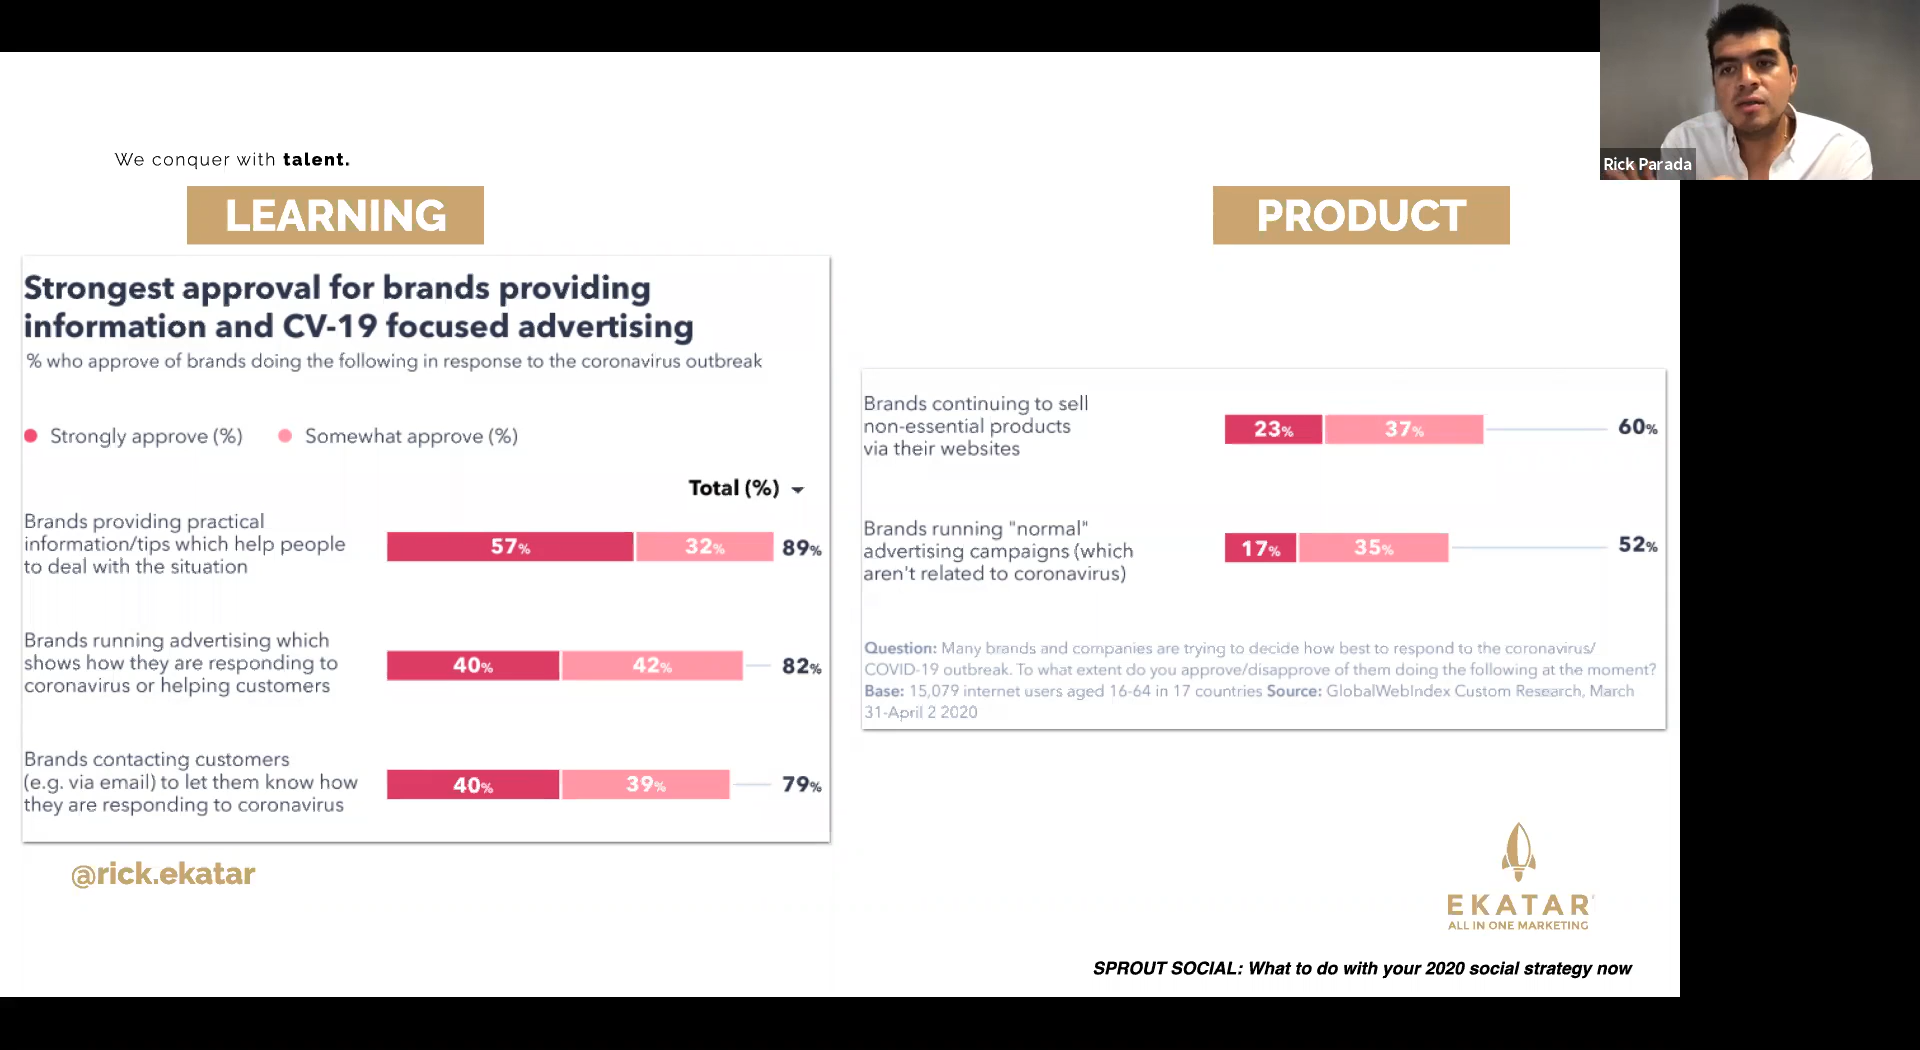 Rick Parada
We conquer with talent.
LEARNING
Strongest approval for brands providing
information and CV-19 focused advertising
% who approve of brands doing the following in response to the coronavirus outbreak
Strongly approve (%) Somewhat approve (%)
Total (%)
Brands providing practical
information/tips which help people
to deal with the situation
57% 32% 89%
Brands running advertising which
shows how they are responding to
coronavirus or helping customers
40% 42% 82%
Brands contacting customers
(e.g. via email) to let them know how
they are responding to coronavirus
40% 39% 79%
@rick.ekatar
PRODUCT
Brands continuing to sell
non-essential products
via their websites
23% 37% 60%
Brands running "normal"
advertising campaigns (which
aren't related to coronavirus)
17% 35% 52%
Question: Many brands and companies are trying to decide how best to respond to the coronavirus/
COVID-19 outbreak. To what extent do you approve/disapprove of them doing the following at the moment?
Base: 15,079 internet users aged 16-64 in 17 countries Source: GlobalWebIndex Custom Research, March
31-April 2 2020
EKATAR
ALL IN ONE MARKETING
SPROUT SOCIAL: What to do with your 2020 social strategy now